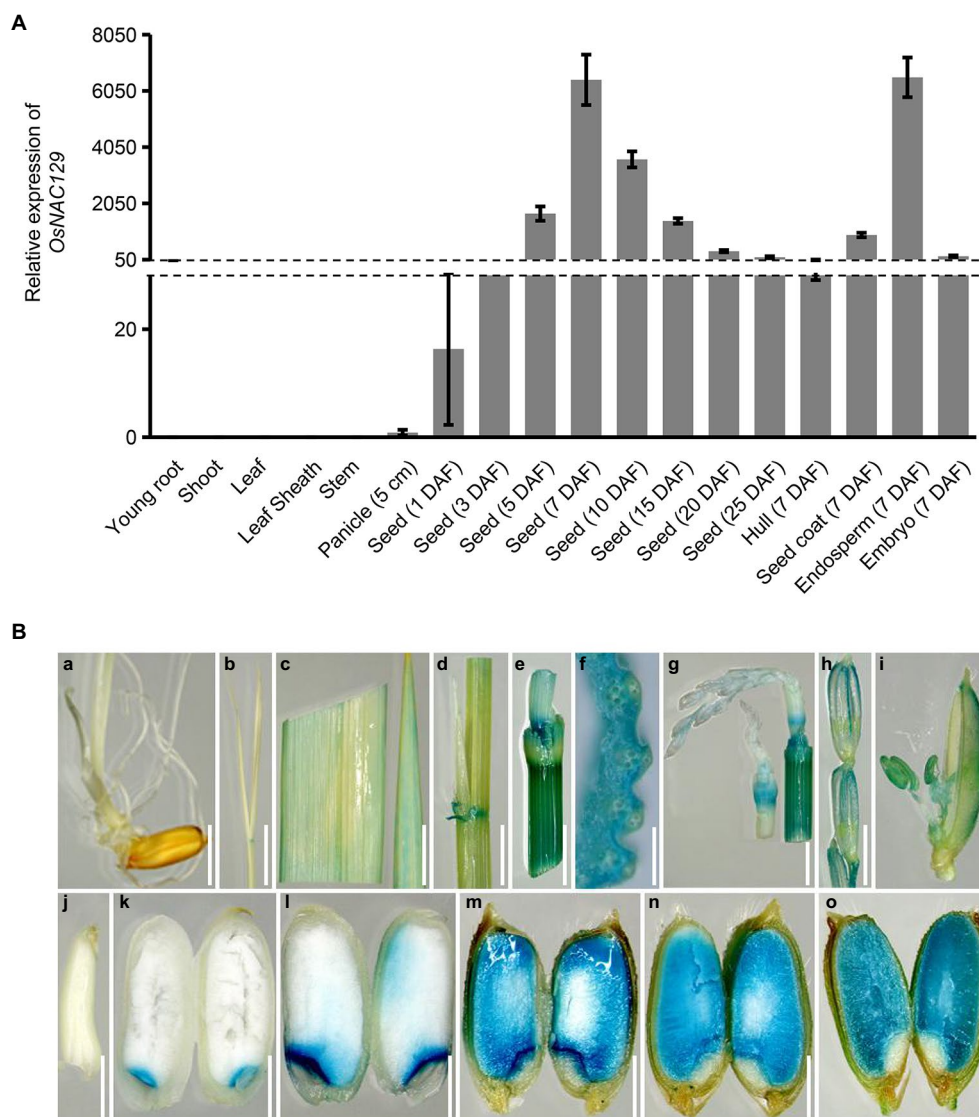 A
8050
6050
4050
2050
50
20
0
Relative expression of
OsNAC129
Young root
Shoot
Leaf
Leaf Sheath
Stem
Panicle (5 cm)
Seed (1 DAF)
Seed (3 DAF)
Seed (5 DAF)
Seed (7 DAF)
Seed (10 DAF)
Seed (15 DAF)
Seed (20 DAF)
Seed (25 DAF)
Hull (7 DAF)
Seed coat (7 DAF)
Endosperm (7 DAF)
Embryo (7 DAF)
B
a b c d e f g h i
j k l m n o